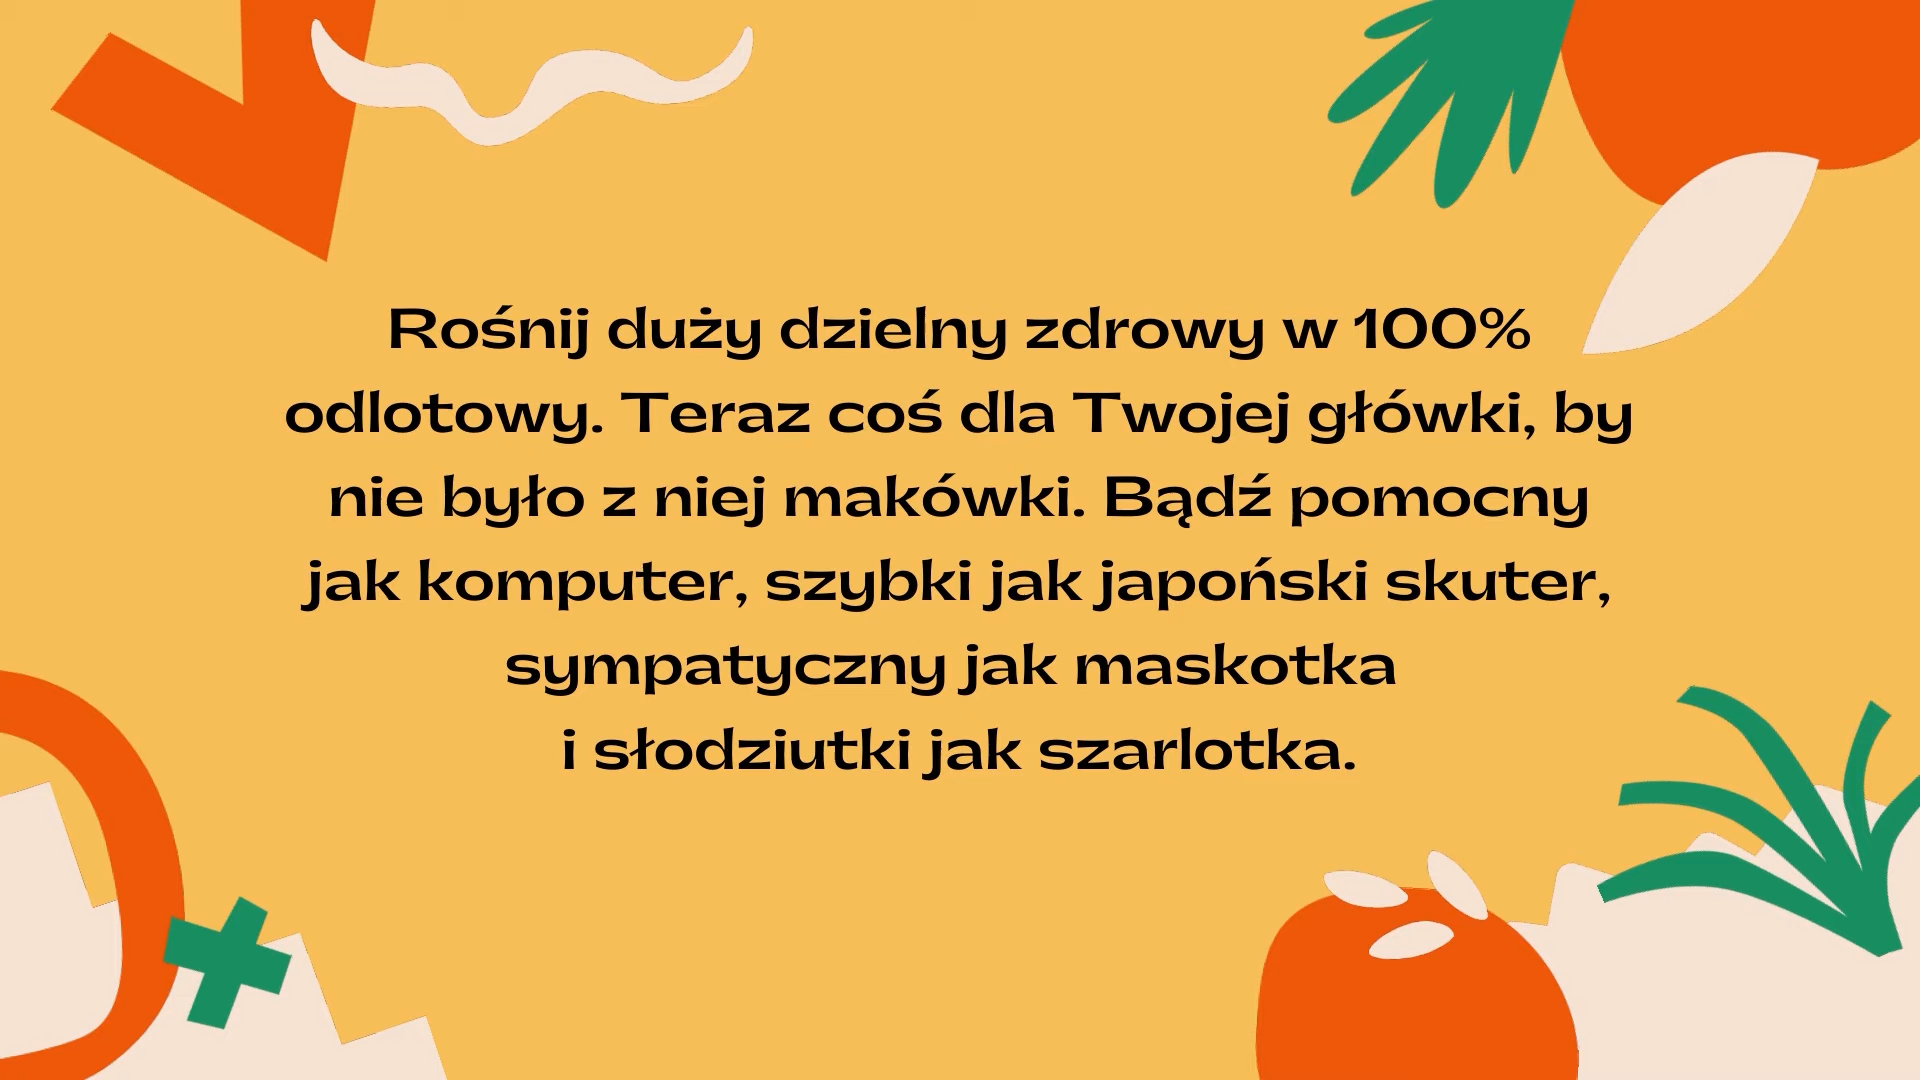 Rośnij duży dzielny zdrowy w 100%
odlotowy. Teraz coś dla Twojej główki, by
nie było z niej makówki. Bądź pomocny
jak komputer, szybki jak japoński skuter,
sympatyczny jak maskotka
i słodziutki jak szarlotka.